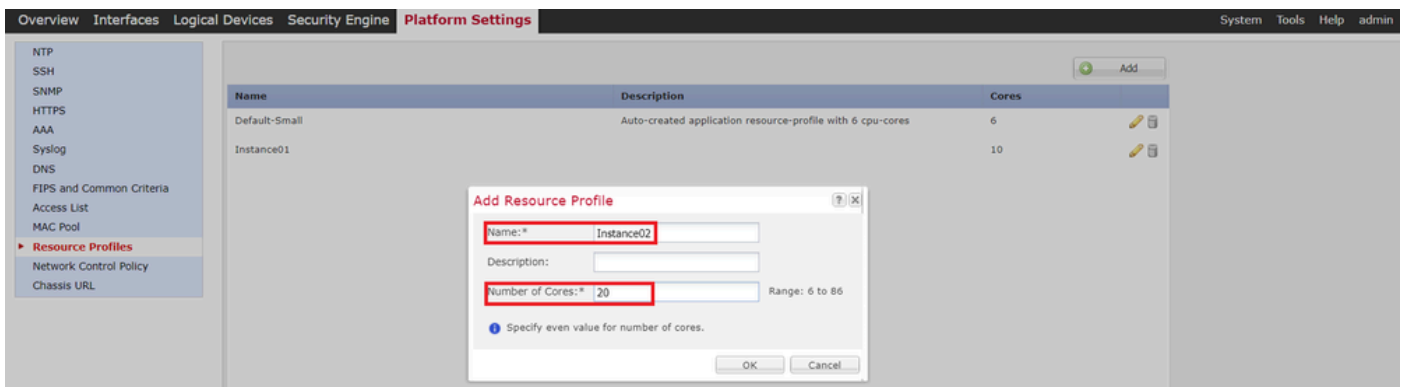 Overview Interfaces Logical Devices Security Engine Platform Settings System Tools Help admin
NTP
SSH
SNMP
HTTPS
AAA
Syslog
DNS
FIPS and Common Criteria
Access List
MAC Pool
Resource Profiles
Network Control Policy
Chassis URL
Add
Name Description Cores
Default-Small Auto-created application resource-profile with 6 cpu-cores 6
Instance01 10
Add Resource Profile ? X
Name:* Instance02
Description:
Number of Cores:* 20 Range: 6 to 86
i Specify even value for number of cores.
OK Cancel